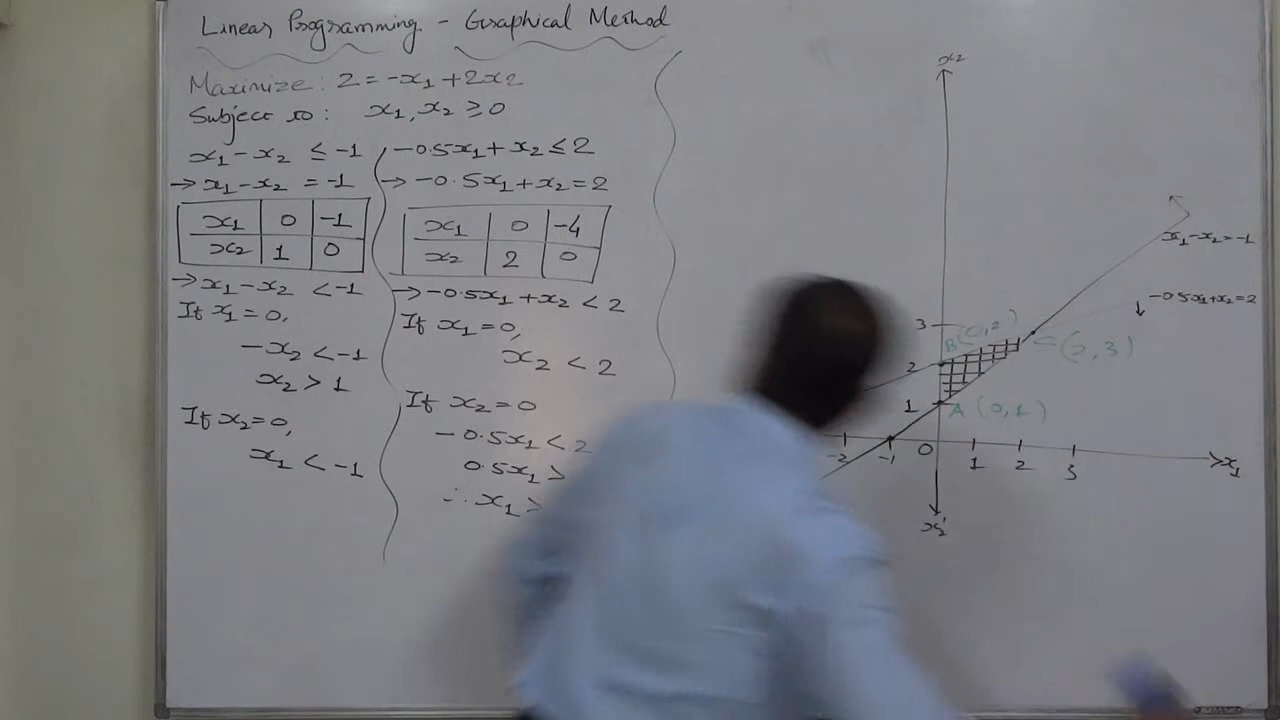 Linear Programming - Graphical Method
Maximize: Z = -x1 + 2x2
Subject to: x1, x2 ≥ 0
x1 - x2 ≤ -1
→ x1 - x2 = -1
x1 0 -1
x2 1 0
→ x1 - x2 < -1
If x1 = 0,
-x2 < -1
x2 > 1
If x2 = 0,
x1 < -1
-0.5x1 + x2 ≤ 2
→ -0.5x1 + x2 = 2
x1 0 -4
x2 2 0
→ -0.5x1 + x2 < 2
If x1 = 0,
x2 < 2
If x2 = 0
-0.5x1 < 2
0.5x1 >
∴ x1 >
x2
x1 - x2 = -1
-0.5x1 + x2 = 2
3
B (0,2)
(2,3)
2
1
A (0,1)
-2 -1 0 1 2 3
x1
x2'